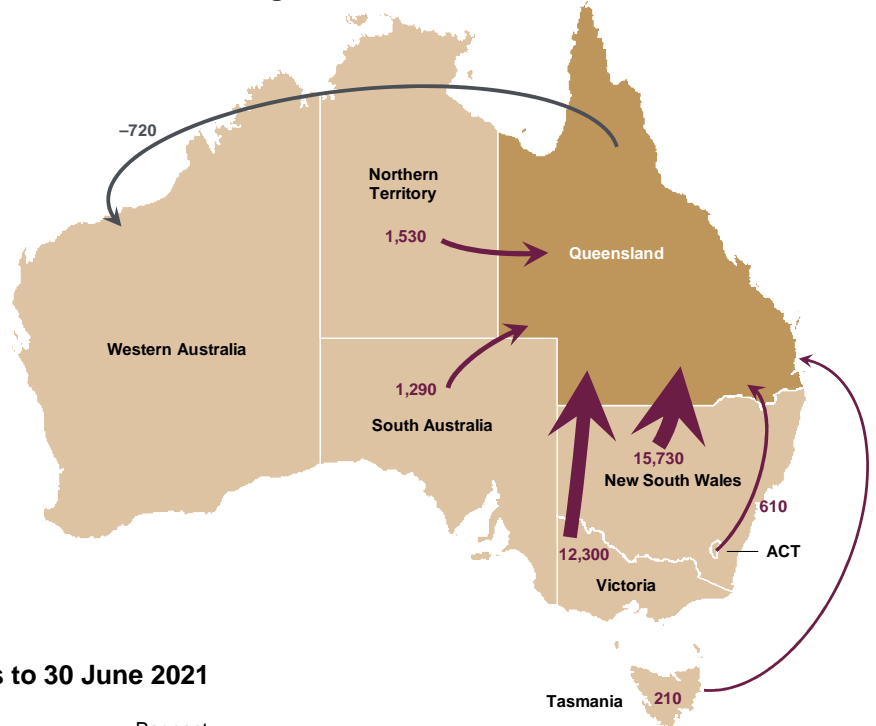 –720
Northern
Territory
1,530
Queensland
Western Australia
1,290
South Australia
15,730
New South Wales
610
12,300
ACT
Victoria
to 30 June 2021
Tasmania
210